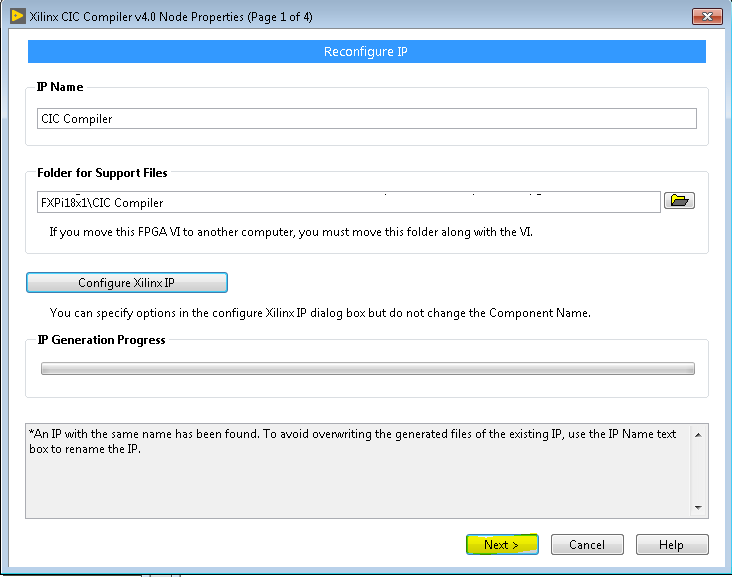 Xilinx CIC Compiler v4.0 Node Properties (Page 1 of 4)
Reconfigure IP
IP Name
CIC Compiler
Folder for Support Files
FXPi18x1\CIC Compiler
If you move this FPGA VI to another computer, you must move this folder along with the VI.
Configure Xilinx IP
You can specify options in the configure Xilinx IP dialog box but do not change the Component Name.
IP Generation Progress
*An IP with the same name has been found. To avoid overwriting the generated files of the existing IP, use the IP Name text
box to rename the IP.
Next >
Cancel
Help